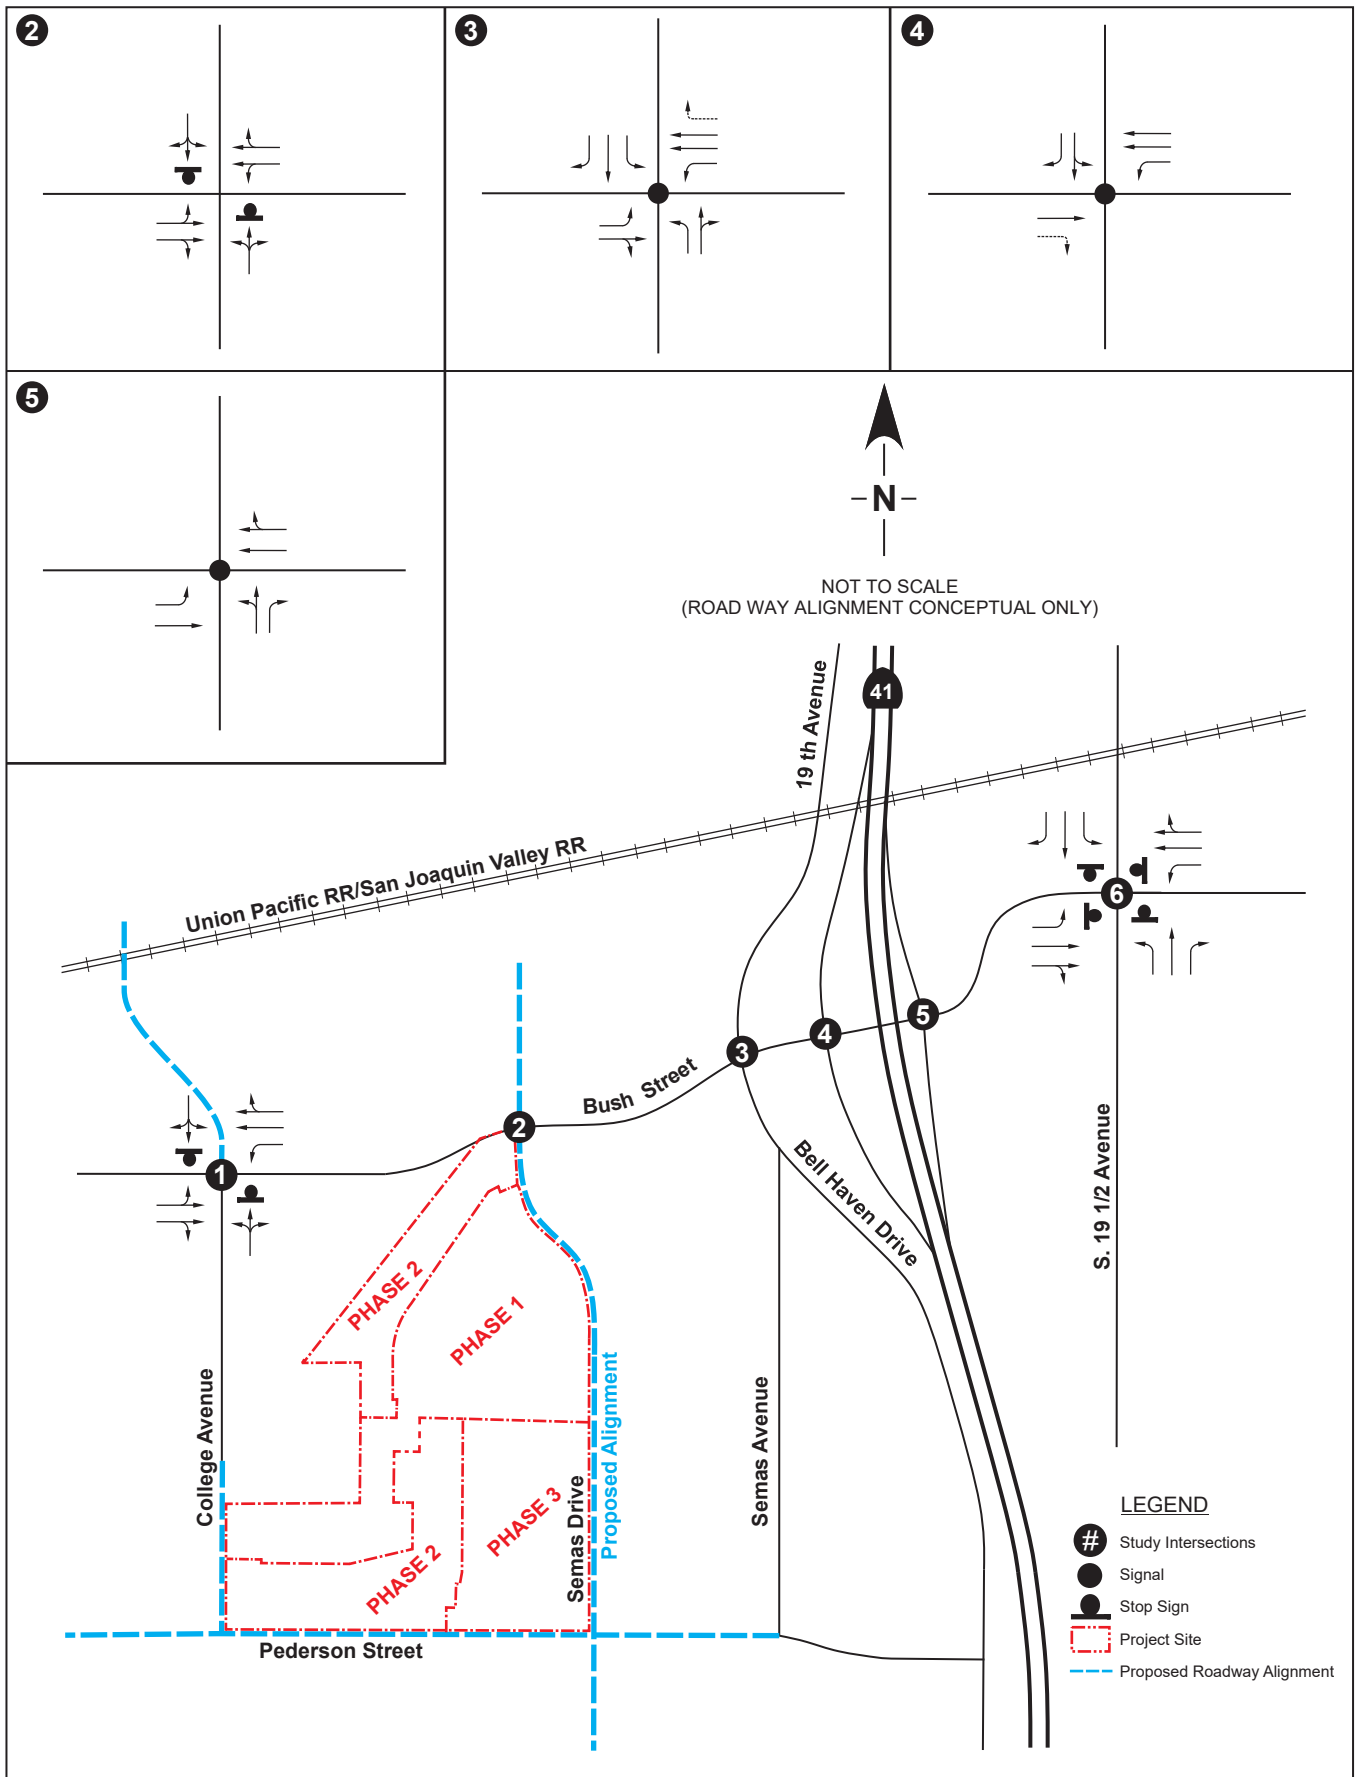 2
3
4
5
N
NOT TO SCALE
(ROAD WAY ALIGNMENT CONCEPTUAL ONLY)
19 th Avenue
41
Union Pacific RR/San Joaquin Valley RR
6
5
4
3
Bush Street
2
1
Bell Haven Drive
S. 19 1/2 Avenue
PHASE 2
PHASE 1
College Avenue
Proposed Alignment
Semas Avenue
Semas Drive
PHASE 3
PHASE 2
Pederson Street
LEGEND
# Study Intersections
Signal
Stop Sign
Project Site
Proposed Roadway Alignment